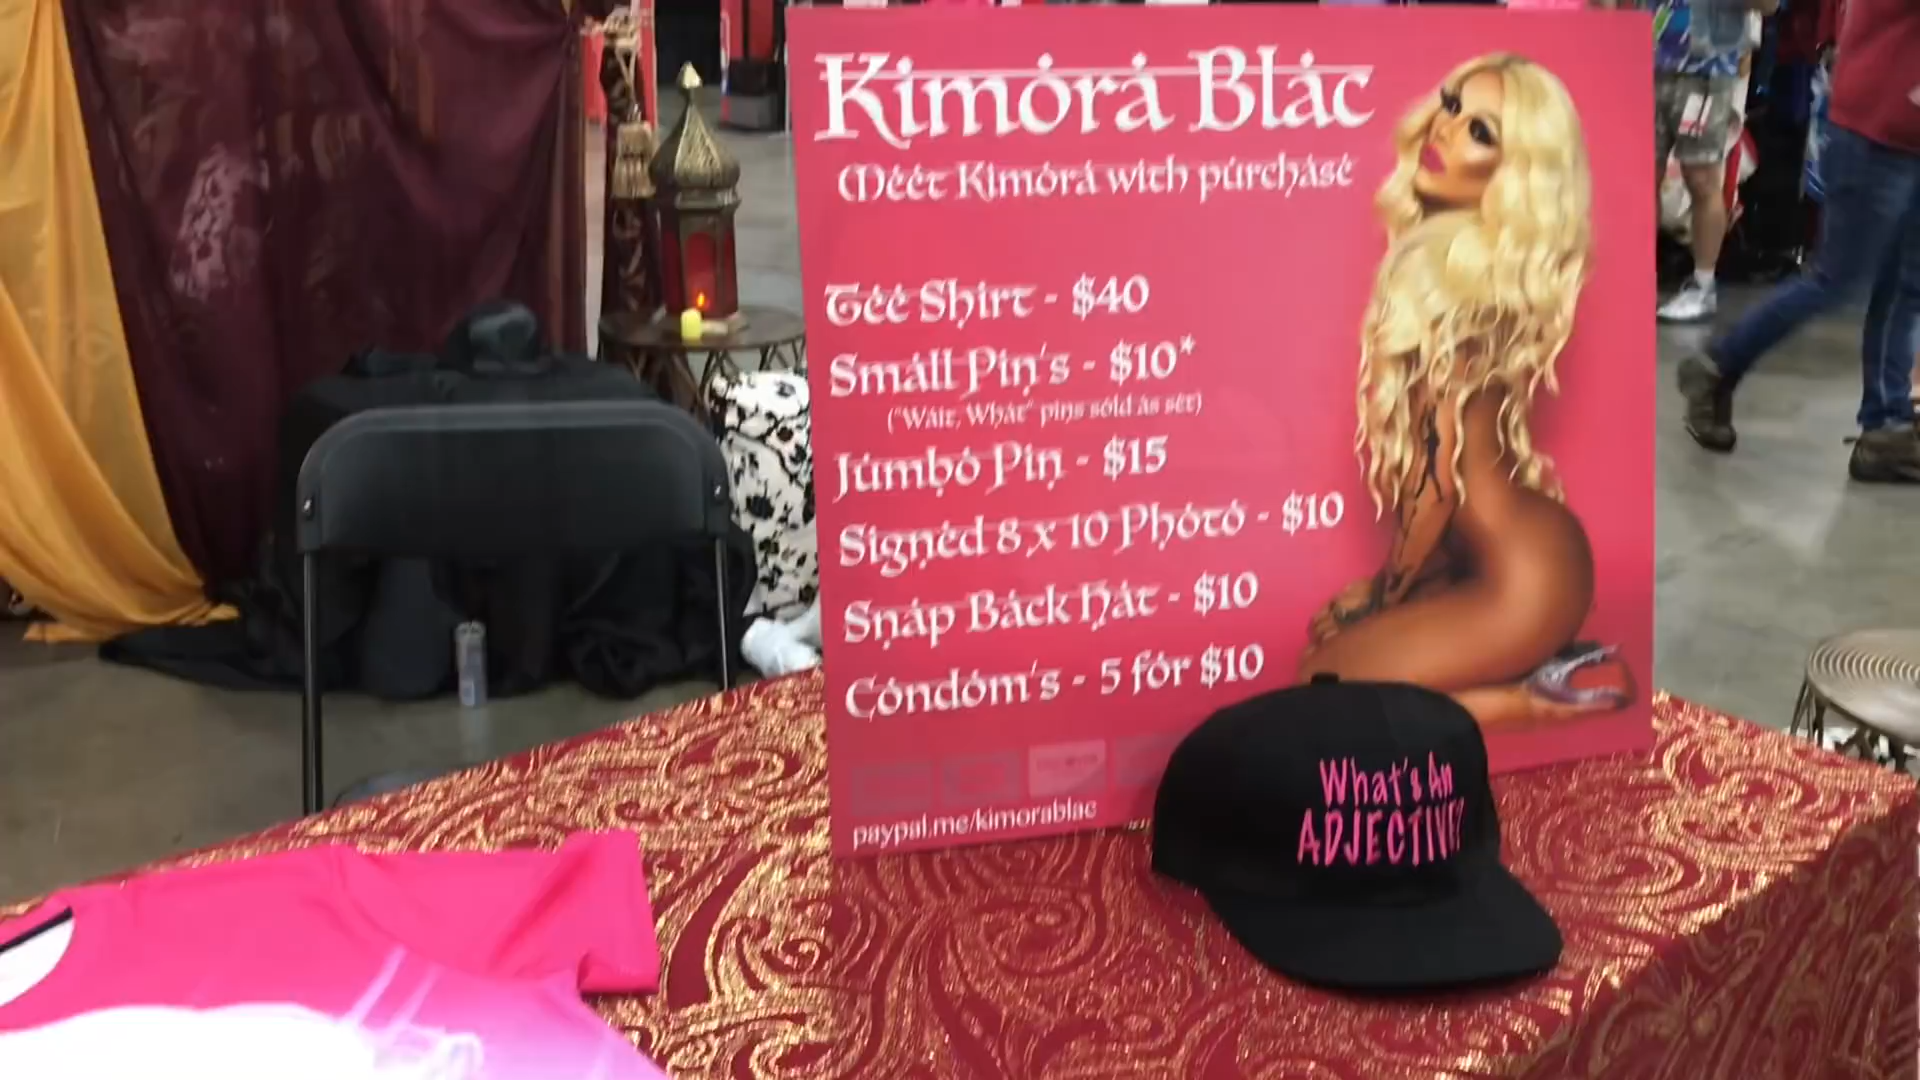 Kimora Blac
Meet Kimora with purchase
Tee Shirt - $40
Small Pin's - $10*
("Wait, What" pins sold as set)
Jumbo Pin - $15
Signed 8 x 10 Photo - $10
Snap Back Hat - $10
Condom's - 5 for $10
paypal.me/kimorablac
What's An
ADJECTIVE?